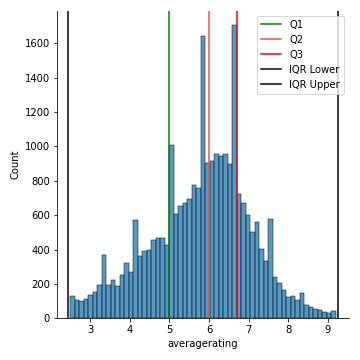 Q1
Q2
Q3
IQR Lower
IQR Upper
1600
1400
1200
1000
800
600
400
200
0
Count
3 4 5 6 7 8 9
averagerating